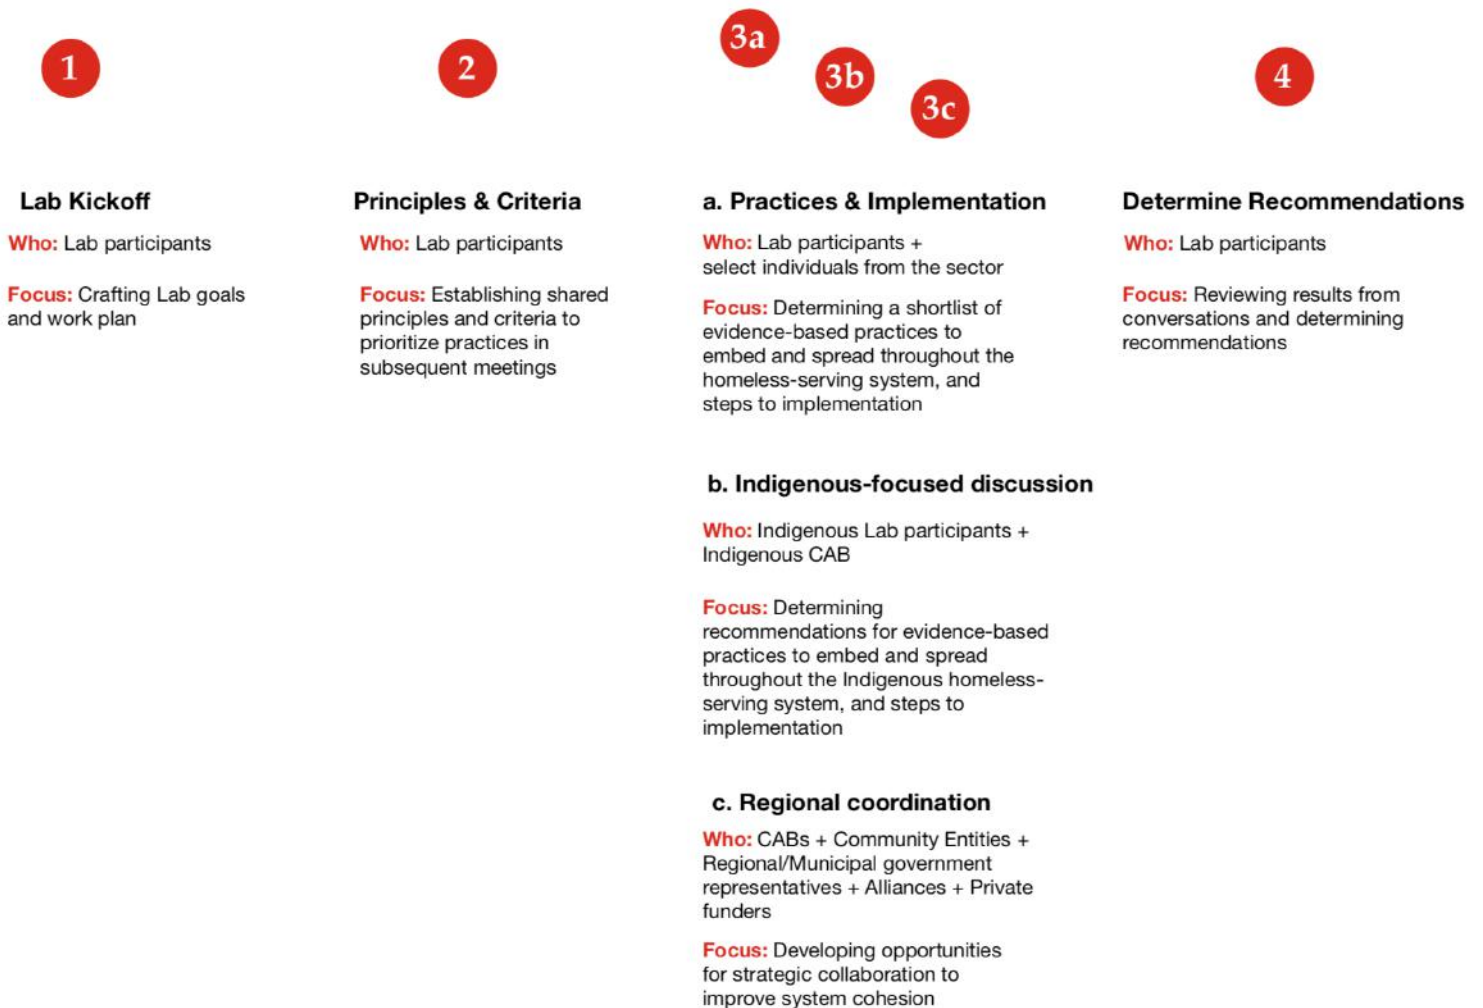 1
Lab Kickoff
Who: Lab participants
Focus: Crafting Lab goals
and work plan
2
Principles & Criteria
Who: Lab participants
Focus: Establishing shared
principles and criteria to
prioritize practices in
subsequent meetings
3a
3b
3c
a. Practices & Implementation
Who: Lab participants +
select individuals from the sector
Focus: Determining a shortlist of
evidence-based practices to
embed and spread throughout the
homeless-serving system, and
steps to implementation
b. Indigenous-focused discussion
Who: Indigenous Lab participants +
Indigenous CAB
Focus: Determining
recommendations for evidence-based
practices to embed and spread
throughout the Indigenous homeless-
serving system, and steps to
implementation
c. Regional coordination
Who: CABs + Community Entities +
Regional/Municipal government
representatives + Alliances + Private
funders
Focus: Developing opportunities
for strategic collaboration to
improve system cohesion
4
Determine Recommendations
Who: Lab participants
Focus: Reviewing results from
conversations and determining
recommendations